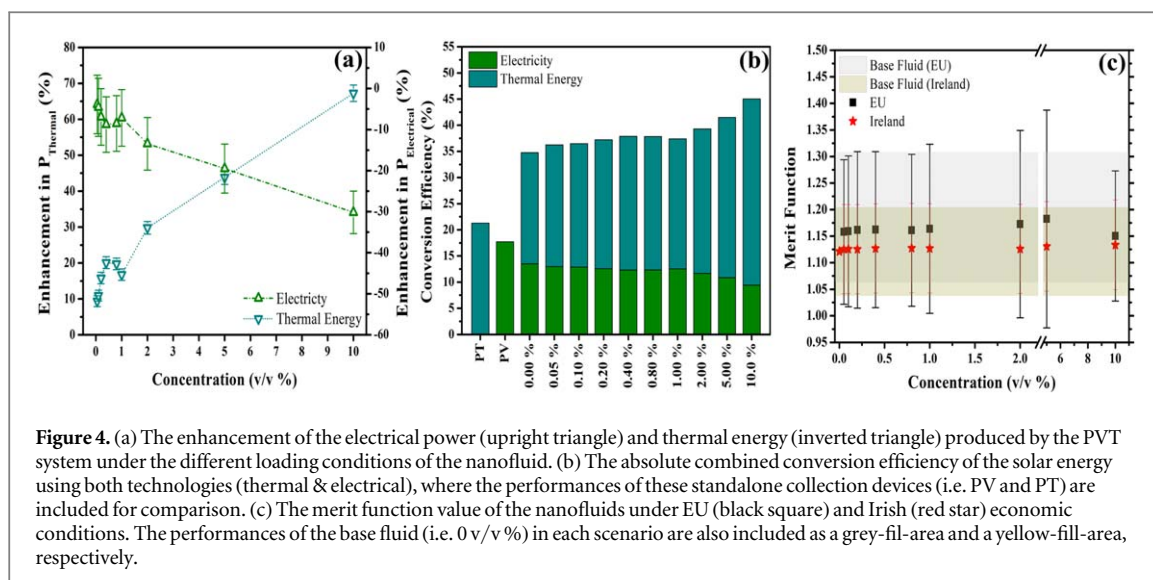 (a)
80
70
60
50
40
30
20
10
0
Enhancement in P_Thermal (%)
10
0
-10
-20
-30
-40
-50
-60
Enhancement in P_Electrical (%)
Electricty
Thermal Energy
0 1 2 3 4 5 6 7 8 9 10
Concentration (v/v %)
(b)
Electricity
Thermal Energy
55
50
45
40
35
30
25
20
15
10
5
0
Conversion Efficiency (%)
PT PV 0.00 % 0.05 % 0.10 % 0.20 % 0.40 % 0.80 % 1.00 % 2.00 % 5.00 % 10.0 %
(c)
Base Fluid (EU)
Base Fluid (Ireland)
EU
Ireland
1.50
1.45
1.40
1.35
1.30
1.25
1.20
1.15
1.10
1.05
1.00
0.95
Merit Function
0.0 0.5 1.0 2.0 6 8 10
Concentration (v/v %)
Figure 4. (a) The enhancement of the electrical power (upright triangle) and thermal energy (inverted triangle) produced by the PVT
system under the different loading conditions of the nanofluid. (b) The absolute combined conversion efficiency of the solar energy
using both technologies (thermal & electrical), where the performances of these standalone collection devices (i.e. PV and PT) are
included for comparison. (c) The merit function value of the nanofluids under EU (black square) and Irish (red star) economic
conditions. The performances of the base fluid (i.e. 0 v/v %) in each scenario are also included as a grey-fil-area and a yellow-fill-area,
respectively.